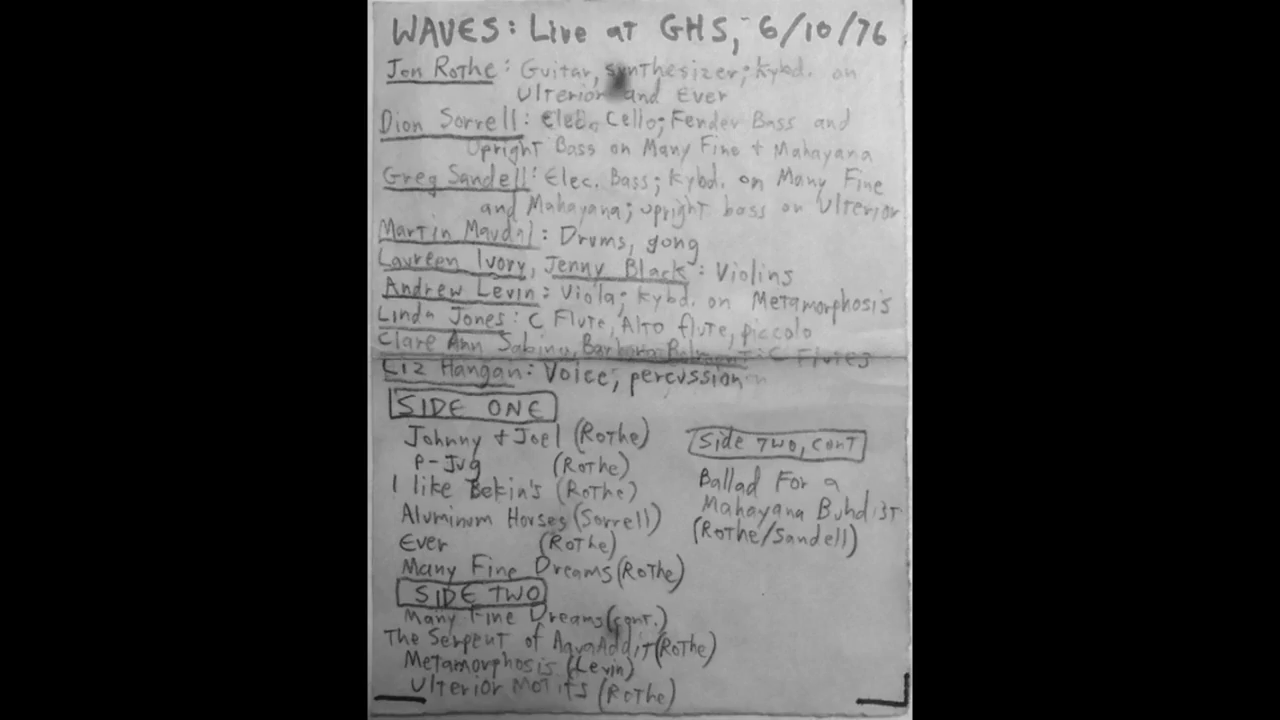 WAVES: Live at GHS, 6/10/76
Jon Rothe: Guitar, synthesizer; kybd. on
Ulterior and Ever
Dion Sorrell: Elec. Cello; Fender Bass and
Upright Bass on Many Fine + Mahayana
Greg Sandell: Elec. Bass; kybd. on Many Fine
and Mahayana; upright bass on Ulterior
Martin Maudal: Drums, gong
Laureen Ivory, Jenny Black: Violins
Andrew Levin: Viola; kybd. on Metamorphosis
Linda Jones: C Flute, Alto flute, piccolo
Clare Ann Sabino, Barbara : C Flutes
Liz Hangan: Voice, percussion
SIDE ONE
Johnny + Joel (Rothe)
P-Jug (Rothe)
I like Bekin's (Rothe)
Aluminum Horses (Sorrell)
Ever (Rothe)
Many Fine Dreams (Rothe)
SIDE TWO
Many Fine Dreams (cont.)
The Serpent of AquaAddit (Rothe)
Metamorphosis (Levin)
Ulterior Motifs (Rothe)
Side TWO, cont
Ballad For a
Mahayana Buhdist
(Rothe/Sandell)